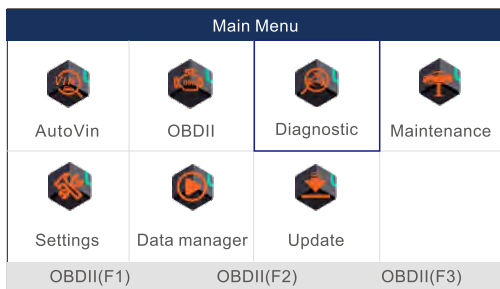 Main Menu
AutoVin OBDII Diagnostic Maintenance
Settings Data manager Update
OBDII(F1) OBDII(F2) OBDII(F3)